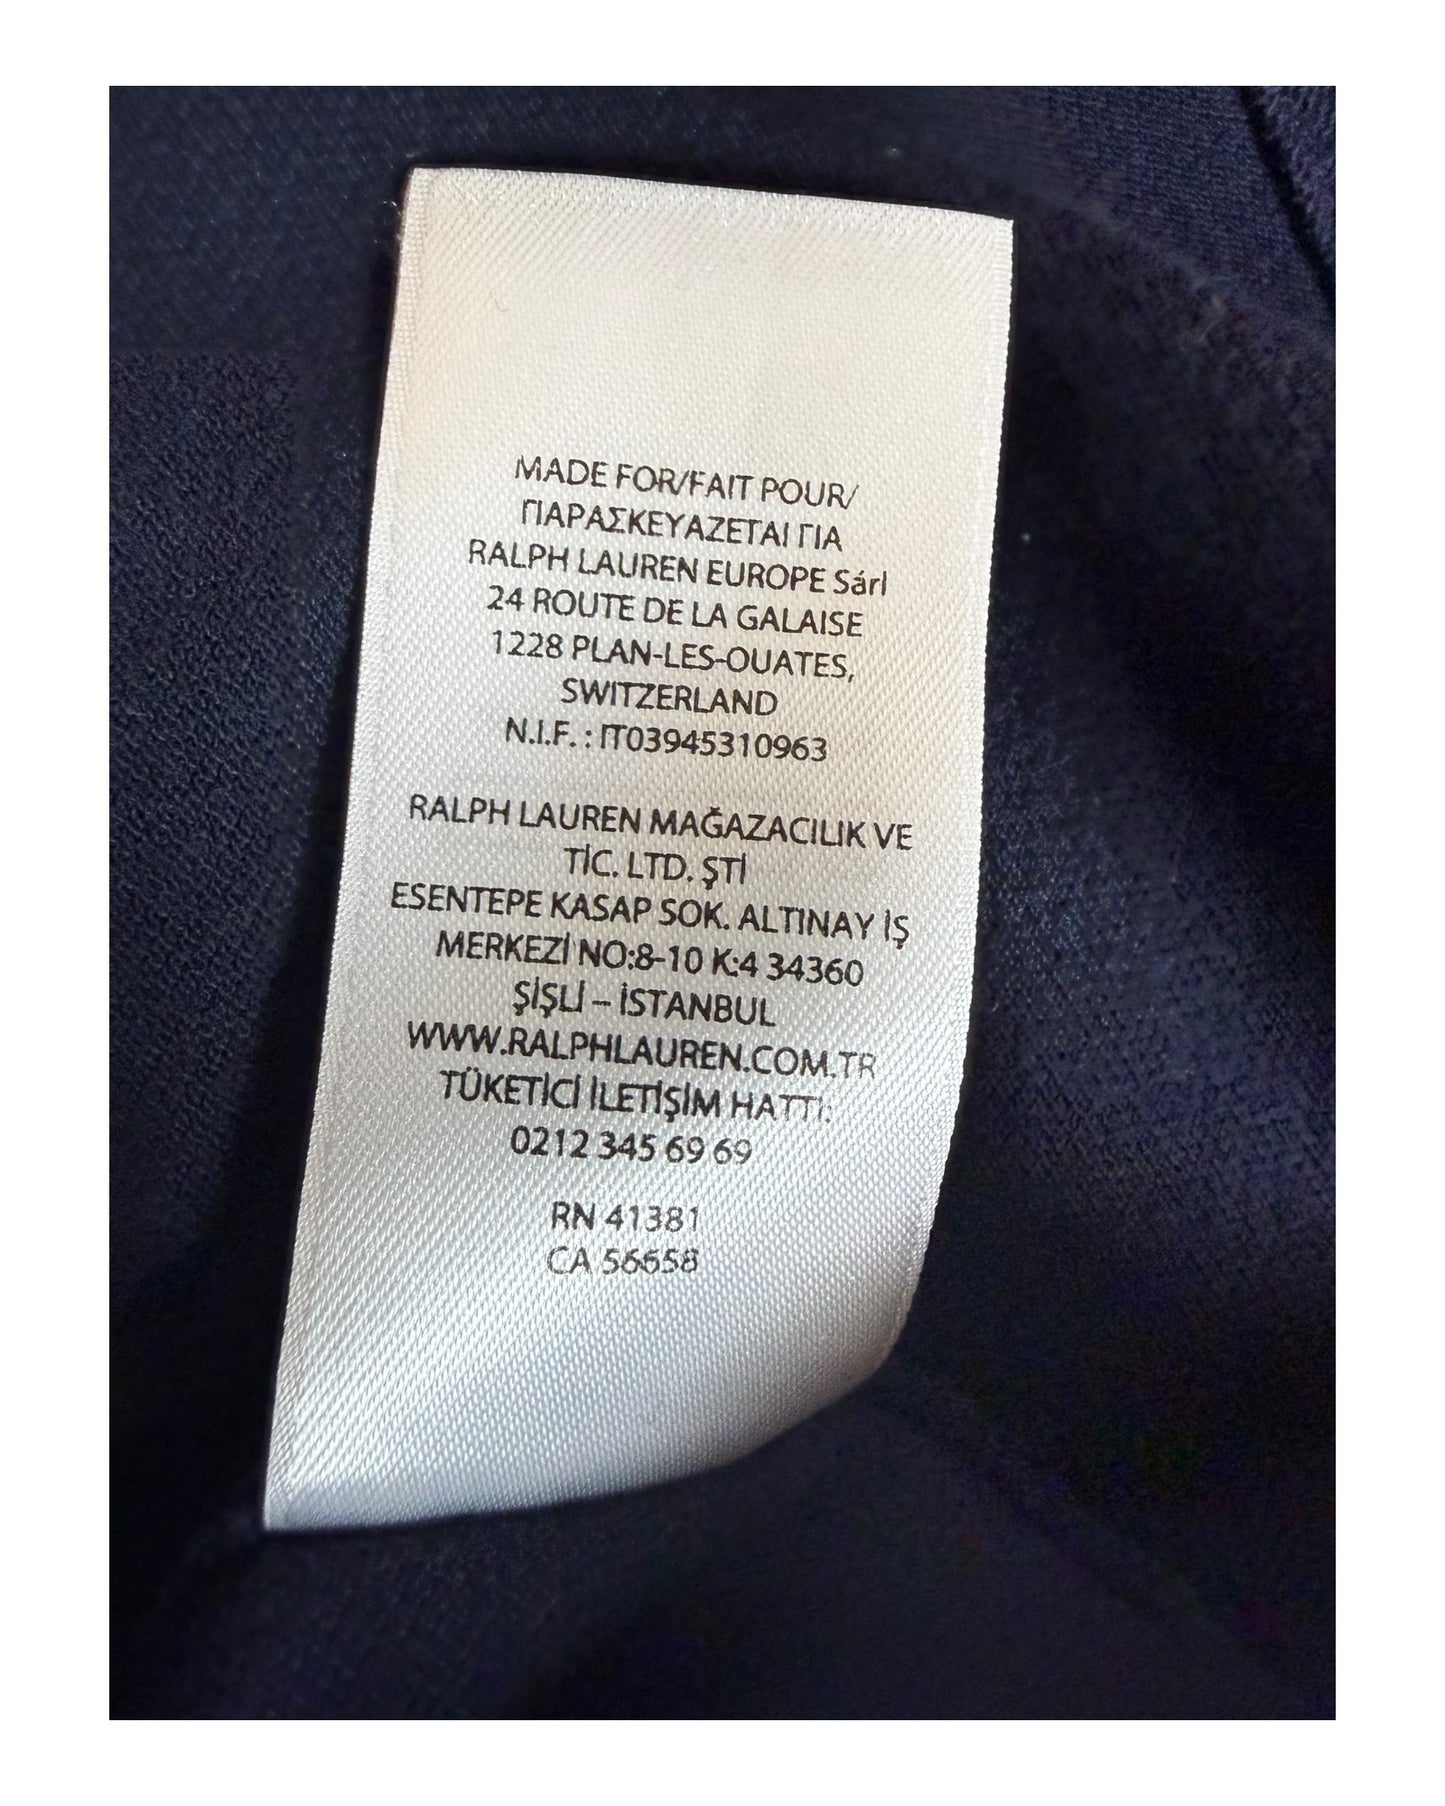 MADE FOR/FAIT POUR/
ΠΑΡΑΣΚΕΥΑΖΕΤΑΙ ΓΙΑ
RALPH LAUREN EUROPE Sárl
24 ROUTE DE LA GALAISE
1228 PLAN-LES-OUATES,
SWITZERLAND
N.I.F. : IT03945310963
RALPH LAUREN MAĞAZACILIK VE
TİC. LTD. ŞTİ
ESENTEPE KASAP SOK. ALTINAY İŞ
MERKEZİ NO:8-10 K:4 34360
ŞİŞLİ – İSTANBUL
WWW.RALPHLAUREN.COM.TR
TÜKETİCİ İLETİŞİM HATTI:
0212 345 69 69
RN 41381
CA 56658